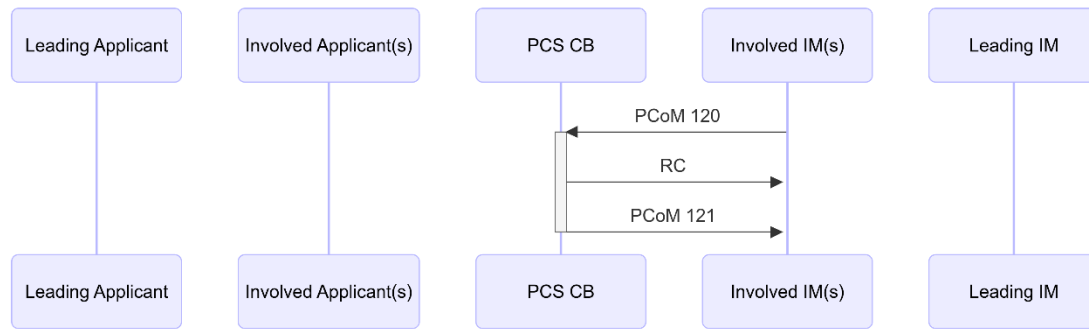 Leading Applicant
Involved Applicant(s)
PCS CB
Involved IM(s)
Leading IM
PCoM 120
RC
PCoM 121
Leading Applicant
Involved Applicant(s)
PCS CB
Involved IM(s)
Leading IM